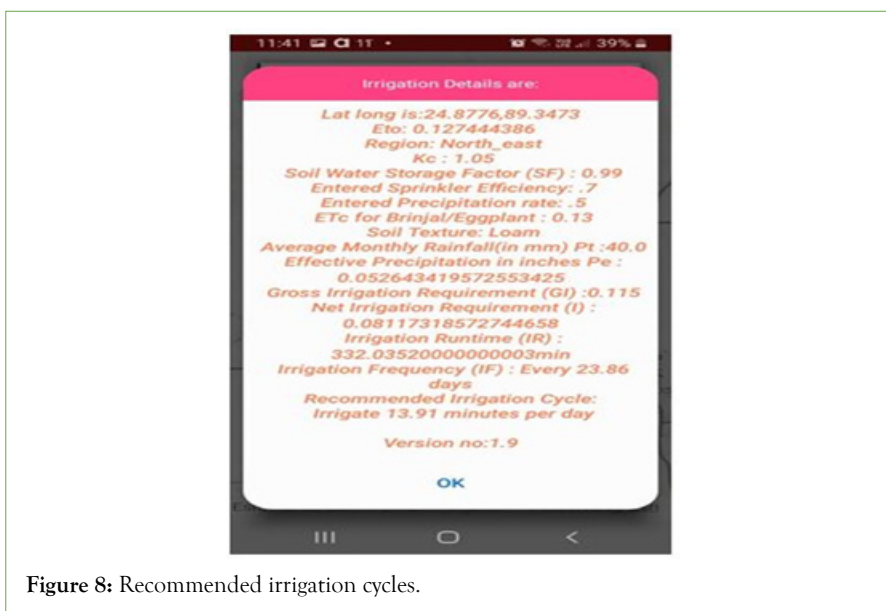 11:41
39%
Irrigation Details are:
Lat long is:24.8776,89.3473
Eto: 0.127444386
Region: North_east
Kc : 1.05
Soil Water Storage Factor (SF) : 0.99
Entered Sprinkler Efficiency: .7
Entered Precipitation rate: .5
ETc for Brinjal/Eggplant : 0.13
Soil Texture: Loam
Average Monthly Rainfall(in mm) Pt :40.0
Effective Precipitation in inches Pe :
0.052643419572553425
Gross Irrigation Requirement (GI) :0.115
Net Irrigation Requirement (I) :
0.08117318572744658
Irrigation Runtime (IR) :
332.03520000000003min
Irrigation Frequency (IF) : Every 23.86
days
Recommended Irrigation Cycle:
Irrigate 13.91 minutes per day
Version no:1.9
OK
Figure 8: Recommended irrigation cycles.